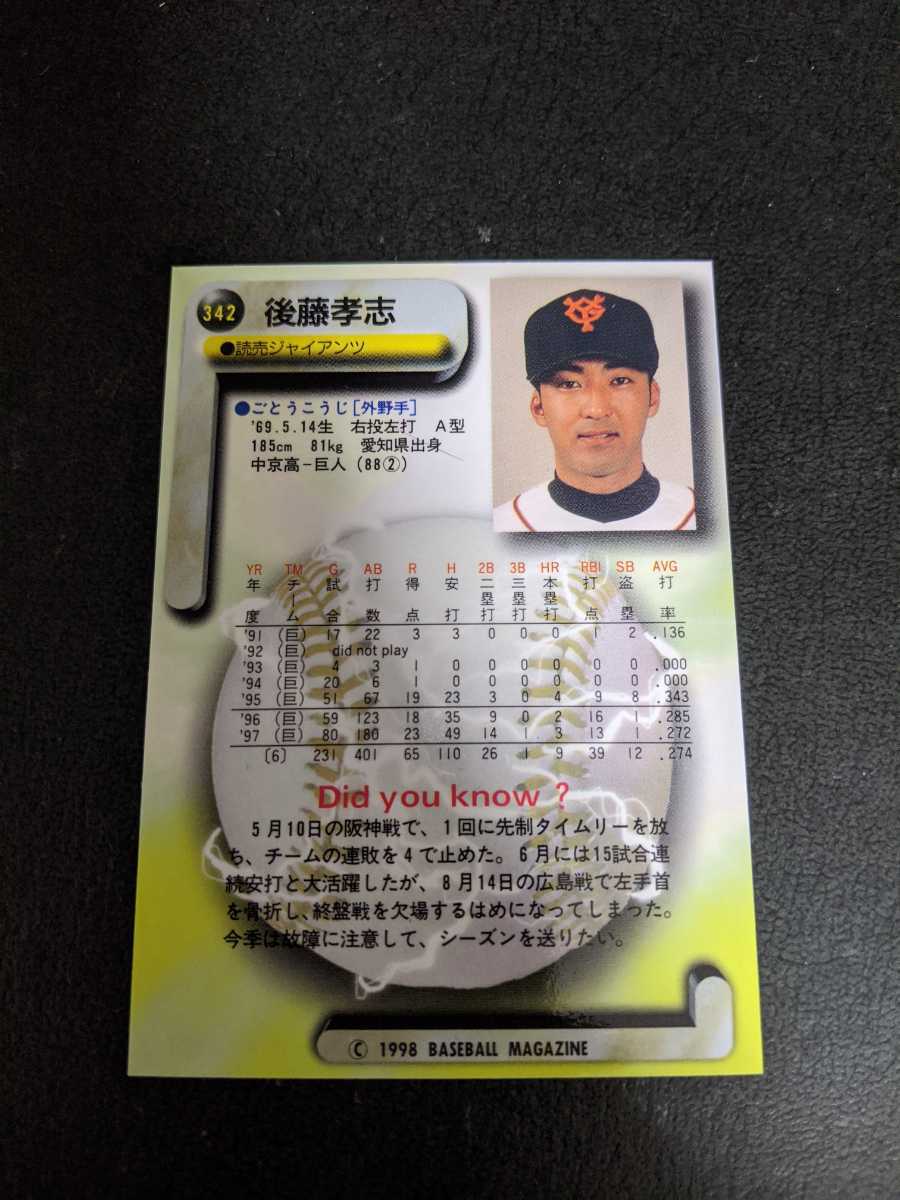 342 後藤孝志
●読売ジャイアンツ
YG
●ごとうこうじ[外野手]
'69.5.14生 右投左打 A型
185cm 81kg 愛知県出身
中京高-巨人(88②)
YR TM G AB R H 2B 3B HR RBI SB AVG
年度 チーム 試合 打数 得点 安打 二塁打 三塁打 本塁打 打点 盗塁 打率
'91 (巨) 17 22 3 3 0 0 0 1 2 .136
'92 (巨) did not play
'93 (巨) 4 3 1 0 0 0 0 0 0 .000
'94 (巨) 20 6 1 0 0 0 0 0 0 .000
'95 (巨) 51 67 19 23 3 0 4 9 8 .343
'96 (巨) 59 123 18 35 9 0 2 16 1 .285
'97 (巨) 80 180 23 49 14 1 3 13 1 .272
〔6〕 231 401 65 110 26 1 9 39 12 .274
Did you know ?
5月10日の阪神戦で、1回に先制タイムリーを放
ち、チームの連敗を4で止めた。6月には15試合連
続安打と大活躍したが、8月14日の広島戦で左手首
を骨折し、終盤戦を欠場するはめになってしまった。
今季は故障に注意して、シーズンを送りたい。
© 1998 BASEBALL MAGAZINE